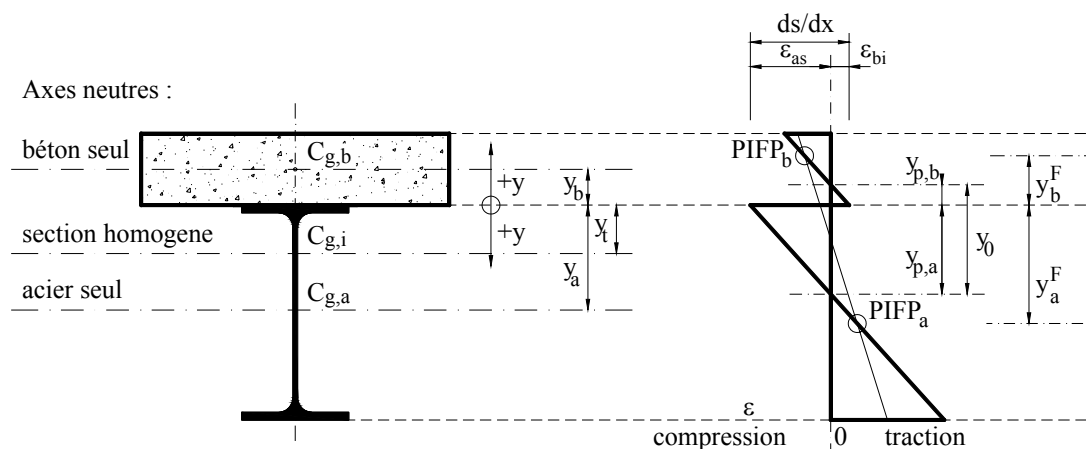 ds/dx
ε_as
ε_bi
Axes neutres :
béton seul
C_g,b
+y
y_b
PIFP_b
y_p,b
y_b^F
section homogene
C_g,i
+y
y_t
y_a
y_p,a
y_0
y_a^F
acier seul
C_g,a
PIFP_a
ε
compression 0 traction